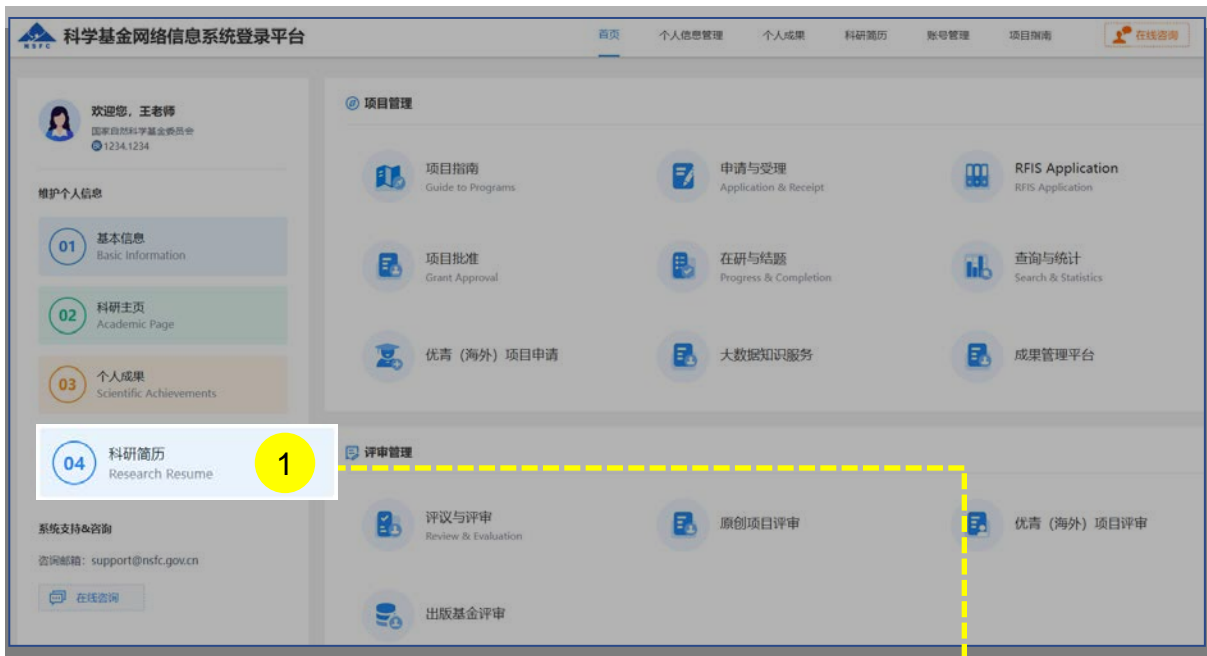 NSFC 科学基金网络信息系统登录平台
首页 个人信息管理 个人成果 科研简历 账号管理 项目指南 在线咨询
欢迎您，王老师
国家自然科学基金委员会
1234.1234
维护个人信息
01 基本信息
Basic Information
02 科研主页
Academic Page
03 个人成果
Scientific Achievements
04 科研简历
Research Resume
1
系统支持&咨询
咨询邮箱：support@nsfc.gov.cn
在线咨询
项目管理
项目指南
Guide to Programs
申请与受理
Application & Receipt
RFIS Application
RFIS Application
项目批准
Grant Approval
在研与结题
Progress & Completion
查询与统计
Search & Statistics
优青（海外）项目申请
大数据知识服务
成果管理平台
评审管理
评议与评审
Review & Evaluation
原创项目评审
优青（海外）项目评审
出版基金评审